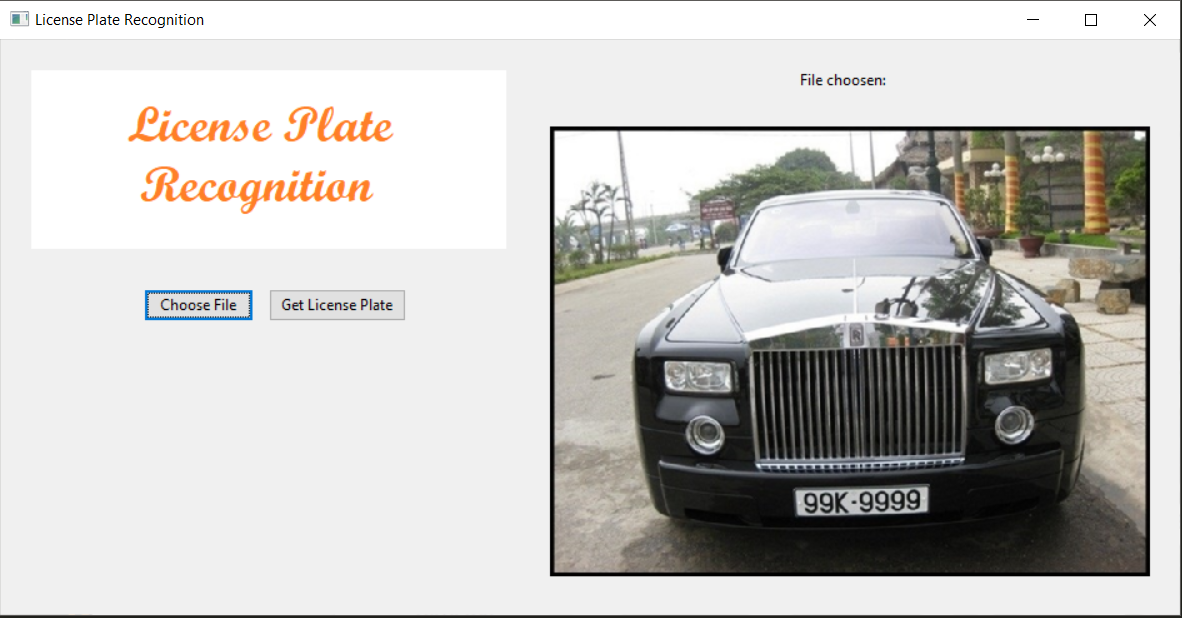 License Plate Recognition
License Plate
Recognition
Choose File
Get License Plate
File choosen:
99K-9999